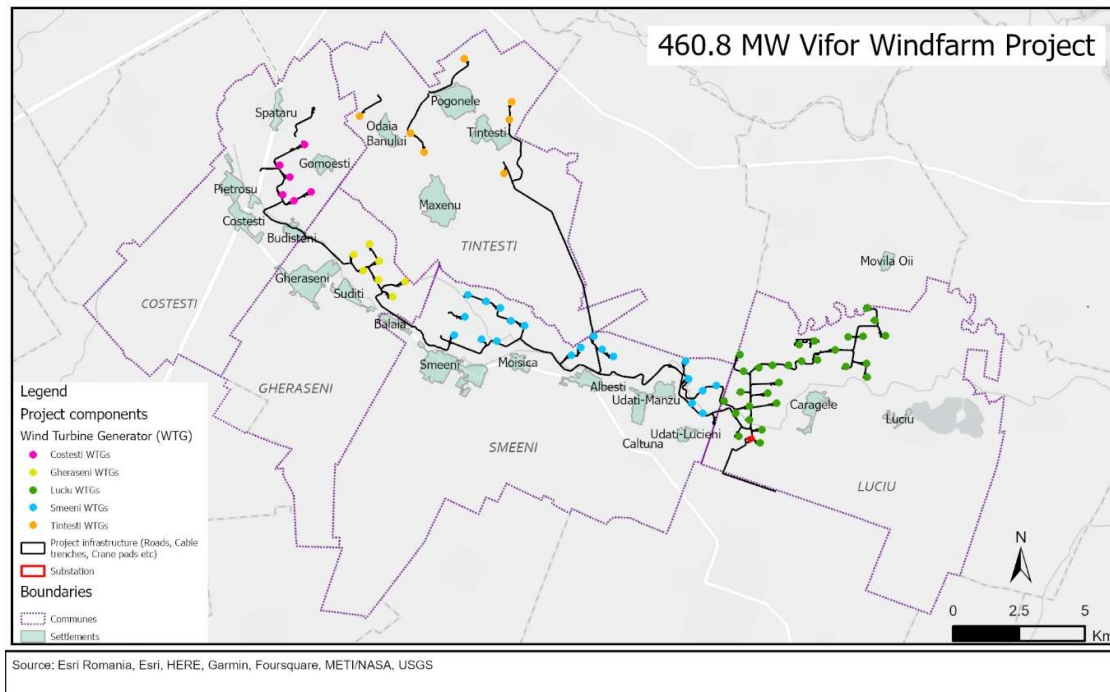 460.8 MW Vifor Windfarm Project
Spataru
Pogonele
Odaia
Banului
Tintesti
Gomoesti
Pietrosu
Maxenu
Costesti
Budisteni
TINTESTI
Movila Oii
Gheraseni
Suditi
COSTESTI
Balaia
Smeeni
Moisica
Albesti
GHERASENI
Udati-Manzu
Caragele
Luciu
Udati-Lucieni
Caltuna
SMEENI
LUCIU
Legend
Project components
Wind Turbine Generator (WTG)
Costesti WTGs
Gheraseni WTGs
Luciu WTGs
Smeeni WTGs
Tintesti WTGs
Project infrastructure (Roads, Cable
trenches, Crane pads etc)
Substation
Boundaries
Communes
Settlements
N
0 2.5 5
Km
Source: Esri Romania, Esri, HERE, Garmin, Foursquare, METI/NASA, USGS